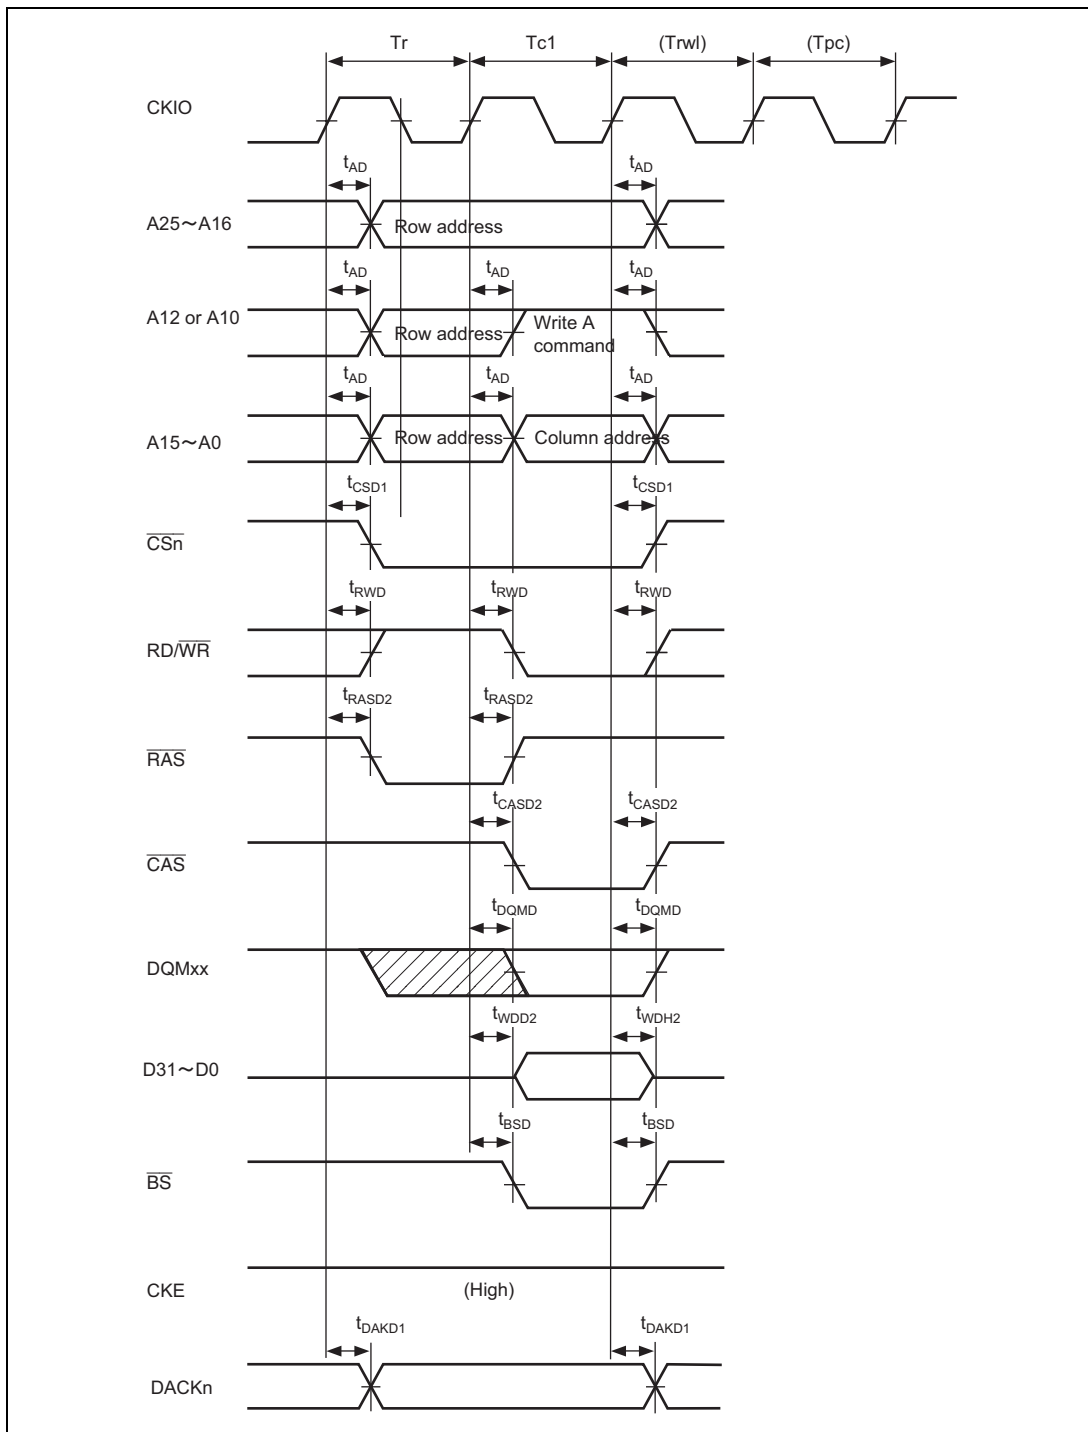 Tr Tc1 (Trwl) (Tpc)
CKIO
tAD tAD
A25～A16 Row address
tAD tAD tAD
A12 or A10 Row address Write A
command
tAD tAD tAD
A15～A0 Row address Column address
tCSD1 tCSD1
CSn
tRWD tRWD tRWD
RD/WR
tRASD2 tRASD2
RAS
tCASD2 tCASD2
CAS
tDQMD tDQMD
DQMxx
tWDD2 tWDH2
D31～D0
tBSD tBSD
BS
CKE (High)
tDAKD1 tDAKD1
DACKn